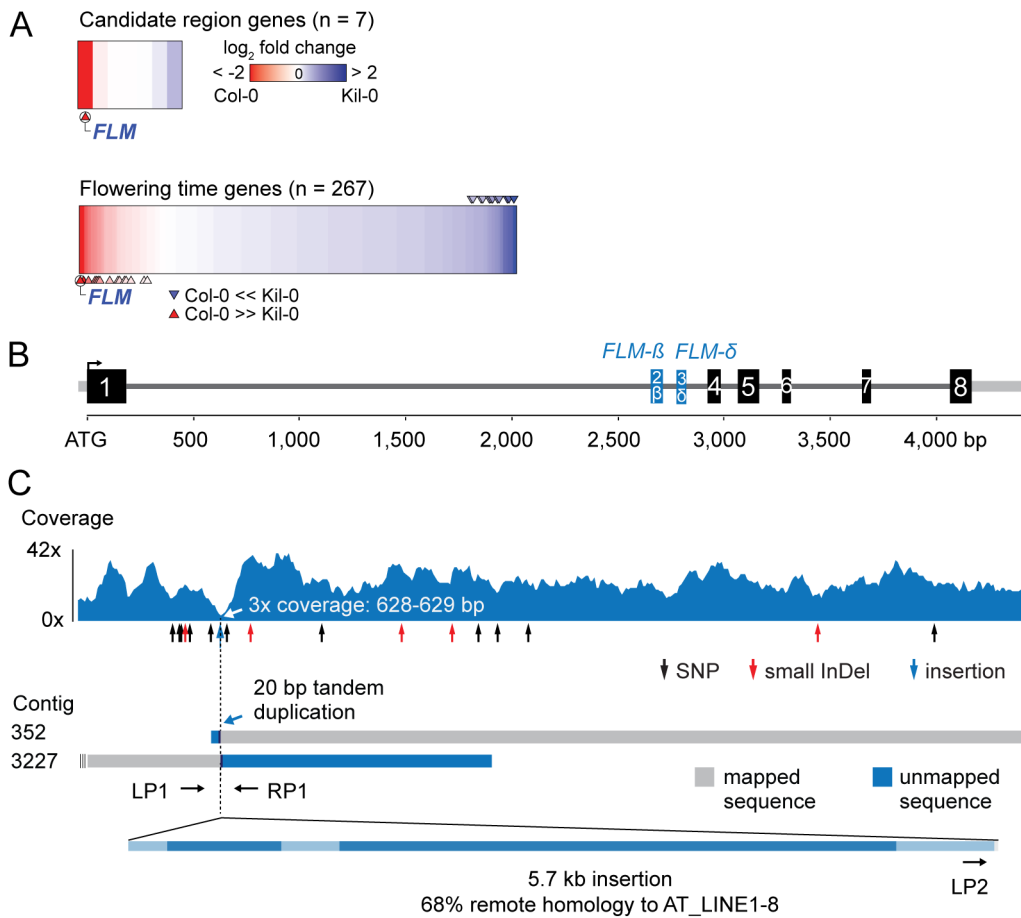 A
Candidate region genes (n = 7)
log2 fold change
< -2 0 > 2
Col-0 Kil-0
FLM
Flowering time genes (n = 267)
FLM
Col-0 << Kil-0
Col-0 >> Kil-0
B
FLM-ß FLM-δ
1 2 β 3 δ 4 5 6 7 8
ATG 500 1,000 1,500 2,000 2,500 3,000 3,500 4,000 bp
C
Coverage
42x
0x
3x coverage: 628-629 bp
SNP small InDel insertion
20 bp tandem
duplication
Contig
352
3227
LP1 RP1
mapped
sequence
unmapped
sequence
5.7 kb insertion
68% remote homology to AT_LINE1-8
LP2